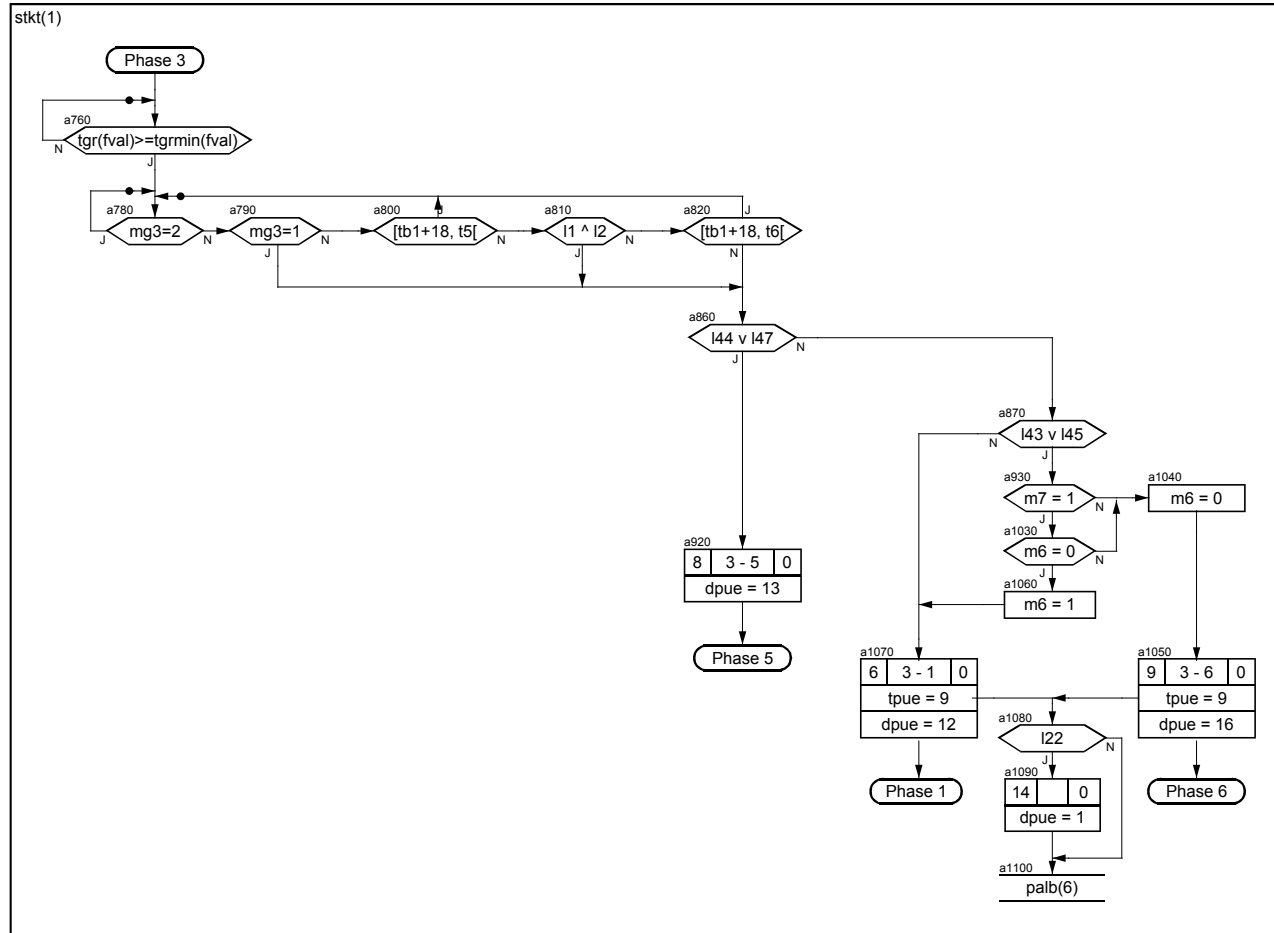 stkt(1)
Phase 3
a760
tgr(fval)>=tgrmin(fval)
N
J
a780
mg3=2
J
N
a790
mg3=1
N
J
a800
[tb1+18, t5[
J
N
a810
l1 ^ l2
N
J
a820
[tb1+18, t6[
J
N
a860
l44 v l47
N
J
a870
l43 v l45
N
J
a930
m7 = 1
N
J
a1040
m6 = 0
a1030
m6 = 0
N
J
a1060
m6 = 1
a920
8 3 - 5 0
dpue = 13
Phase 5
a1070
6 3 - 1 0
tpue = 9
dpue = 12
Phase 1
a1050
9 3 - 6 0
tpue = 9
dpue = 16
Phase 6
a1080
l22
N
J
a1090
14 0
dpue = 1
a1100
palb(6)